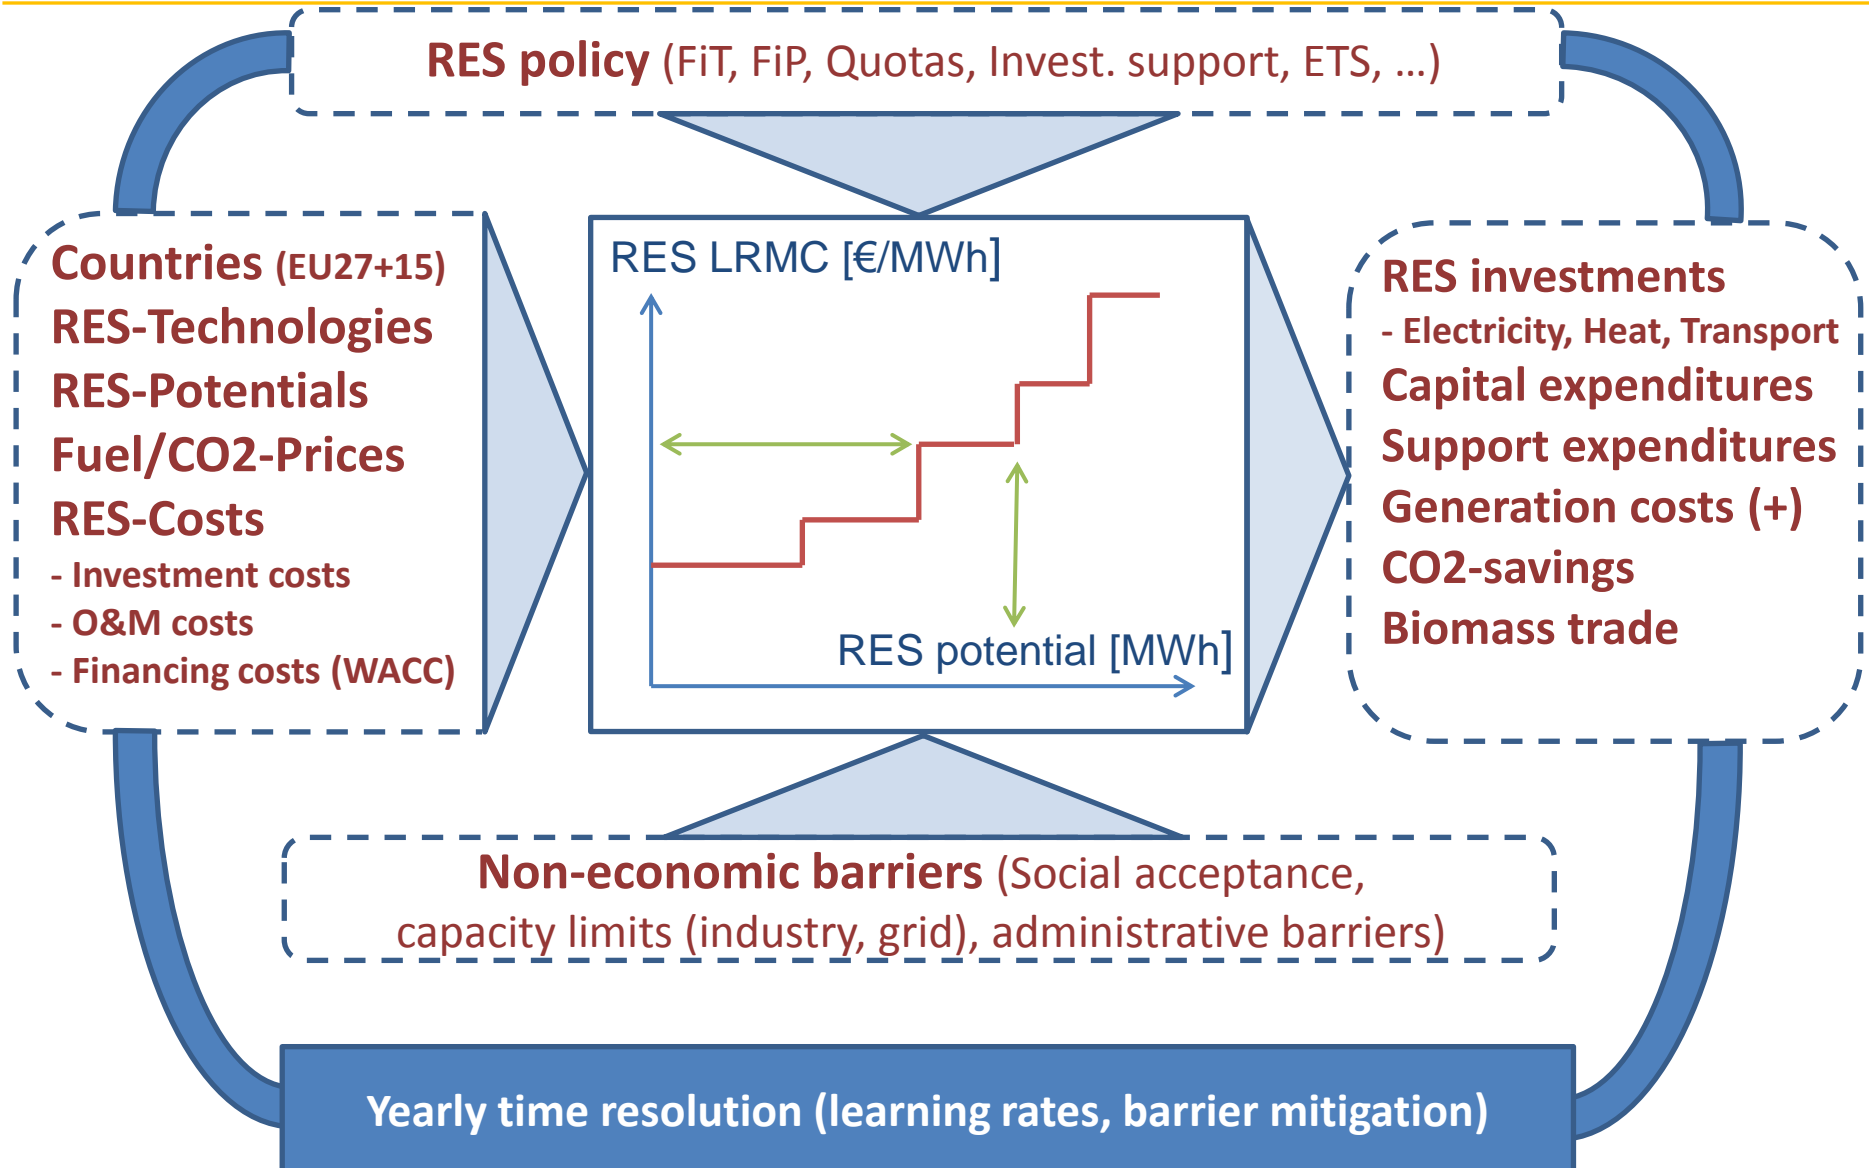 RES policy (FiT, FiP, Quotas, Invest. support, ETS, ...)
Countries (EU27+15)
RES-Technologies
RES-Potentials
Fuel/CO2-Prices
RES-Costs
- Investment costs
- O&M costs
- Financing costs (WACC)
RES LRMC [€/MWh]
RES potential [MWh]
RES investments
- Electricity, Heat, Transport
Capital expenditures
Support expenditures
Generation costs (+)
CO2-savings
Biomass trade
Non-economic barriers (Social acceptance,
capacity limits (industry, grid), administrative barriers)
Yearly time resolution (learning rates, barrier mitigation)